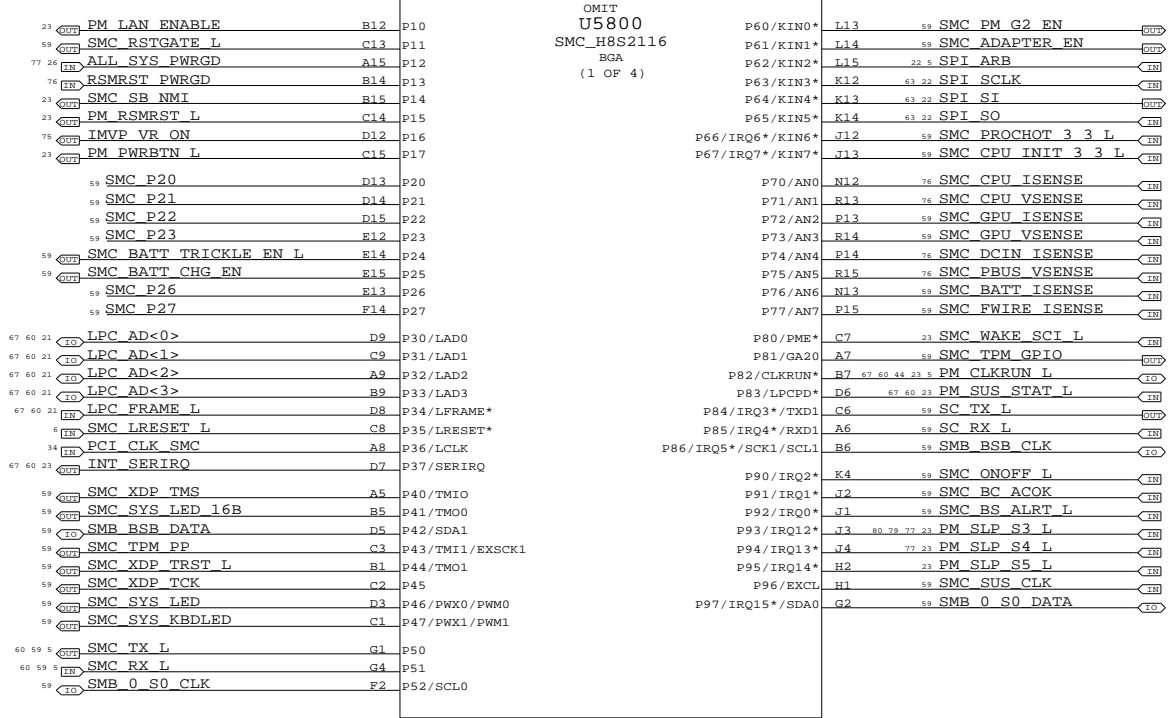 OMIT
U5800
SMC_H8S2116
BGA
(1 OF 4)
23 OUT PM_LAN_ENABLE B12 P10
59 OUT SMC_RSTGATE_L C13 P11
77 26 IN ALL_SYS_PWRGD A15 P12
76 IN RSMRST_PWRGD B14 P13
23 OUT SMC_SB_NMI B15 P14
23 OUT PM_RSMRST_L C14 P15
75 OUT IMVP_VR_ON D12 P16
23 OUT PM_PWRBTN_L C15 P17
59 SMC_P20 D13 P20
59 SMC_P21 D14 P21
59 SMC_P22 D15 P22
59 SMC_P23 E12 P23
59 OUT SMC_BATT_TRICKLE_EN_L E14 P24
59 OUT SMC_BATT_CHG_EN E15 P25
59 SMC_P26 E13 P26
59 SMC_P27 F14 P27
67 60 21 IO LPC_AD<0> D9 P30/LAD0
67 60 21 IO LPC_AD<1> C9 P31/LAD1
67 60 21 IO LPC_AD<2> A9 P32/LAD2
67 60 21 IO LPC_AD<3> B9 P33/LAD3
67 60 21 IN LPC_FRAME_L D8 P34/LFRAME*
6 IN SMC_LRESET_L C8 P35/LRESET*
34 IN PCI_CLK_SMC A8 P36/LCLK
67 60 23 OUT INT_SERIRQ D7 P37/SERIRQ
59 OUT SMC_XDP_TMS A5 P40/TMIO
59 OUT SMC_SYS_LED_16B B5 P41/TMO0
59 IO SMB_BSB_DATA D5 P42/SDA1
59 OUT SMC_TPM_PP C3 P43/TMI1/EXSCK1
59 OUT SMC_XDP_TRST_L B1 P44/TMO1
59 OUT SMC_XDP_TCK C2 P45
59 OUT SMC_SYS_LED D3 P46/PWX0/PWM0
59 OUT SMC_SYS_KBDLED C1 P47/PWX1/PWM1
60 59 5 OUT SMC_TX_L G1 P50
60 59 5 IN SMC_RX_L G4 P51
59 IO SMB_0_S0_CLK F2 P52/SCL0
P60/KIN0* L13 59 SMC_PM_G2_EN OUT
P61/KIN1* L14 59 SMC_ADAPTER_EN OUT
P62/KIN2* L15 22 5 SPI_ARB IN
P63/KIN3* K12 63 22 SPI_SCLK IN
P64/KIN4* K13 63 22 SPI_SI OUT
P65/KIN5* K14 63 22 SPI_SO IN
P66/IRQ6*/KIN6* J12 59 SMC_PROCHOT_3_3_L IN
P67/IRQ7*/KIN7* J13 59 SMC_CPU_INIT_3_3_L IN
P70/AN0 N12 76 SMC_CPU_ISENSE IN
P71/AN1 R13 76 SMC_CPU_VSENSE IN
P72/AN2 P13 59 SMC_GPU_ISENSE IN
P73/AN3 R14 59 SMC_GPU_VSENSE IN
P74/AN4 P14 76 SMC_DCIN_ISENSE IN
P75/AN5 R15 76 SMC_PBUS_VSENSE IN
P76/AN6 N13 59 SMC_BATT_ISENSE IN
P77/AN7 P15 59 SMC_FWIRE_ISENSE IN
P80/PME* C7 23 SMC_WAKE_SCI_L IN
P81/GA20 A7 59 SMC_TPM_GPIO OUT
P82/CLKRUN* B7 67 60 44 23 5 PM_CLKRUN_L IO
P83/LPCPD* D6 67 60 23 PM_SUS_STAT_L IN
P84/IRQ3*/TXD1 C6 59 SC_TX_L OUT
P85/IRQ4*/RXD1 A6 59 SC_RX_L IN
P86/IRQ5*/SCK1/SCL1 B6 59 SMB_BSB_CLK IO
P90/IRQ2* K4 59 SMC_ONOFF_L IN
P91/IRQ1* J2 59 SMC_BC_ACOK IN
P92/IRQ0* J1 59 SMC_BS_ALRT_L IN
P93/IRQ12* J3 80 79 77 23 PM_SLP_S3_L IN
P94/IRQ13* J4 77 23 PM_SLP_S4_L IN
P95/IRQ14* H2 23 PM_SLP_S5_L IN
P96/EXCL H1 59 SMC_SUS_CLK IN
P97/IRQ15*/SDA0 G2 59 SMB_0_S0_DATA IO